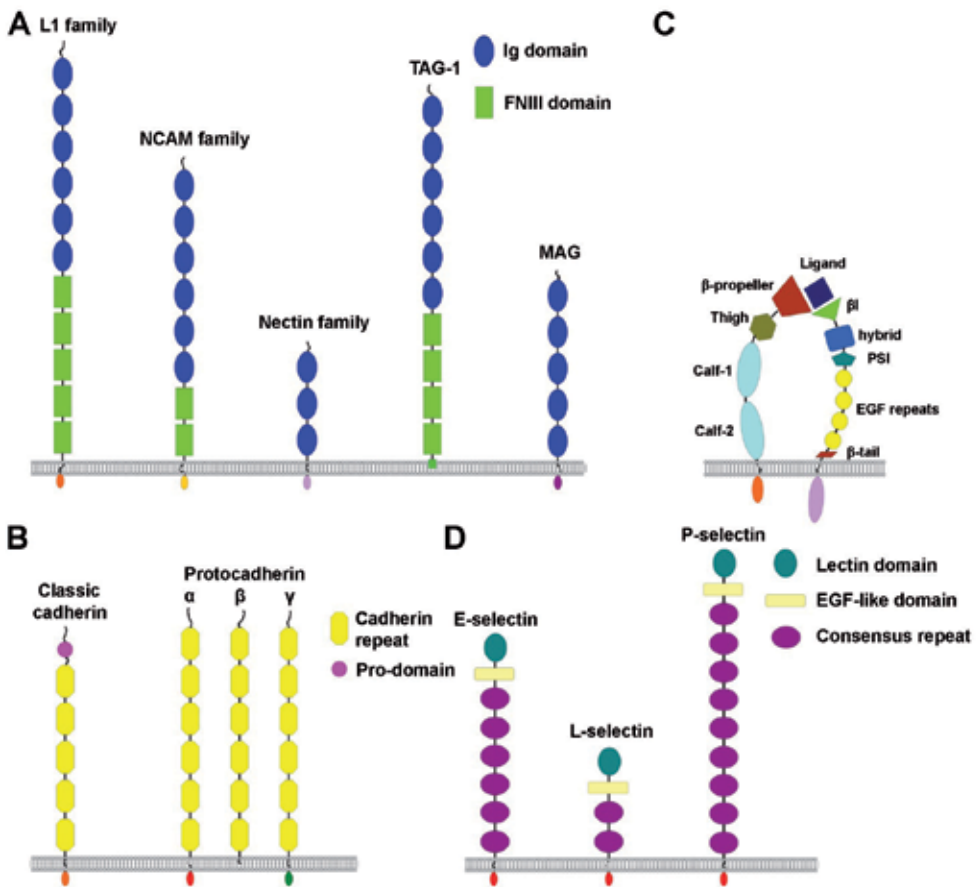 A
L1 family
NCAM family
Nectin family
TAG-1
MAG
Ig domain
FNIII domain
C
Ligand
β-propeller
βI
Thigh
hybrid
PSI
Calf-1
EGF repeats
Calf-2
β-tail
B
Classic
cadherin
Protocadherin
α β γ
Cadherin
repeat
Pro-domain
D
E-selectin
L-selectin
P-selectin
Lectin domain
EGF-like domain
Consensus repeat